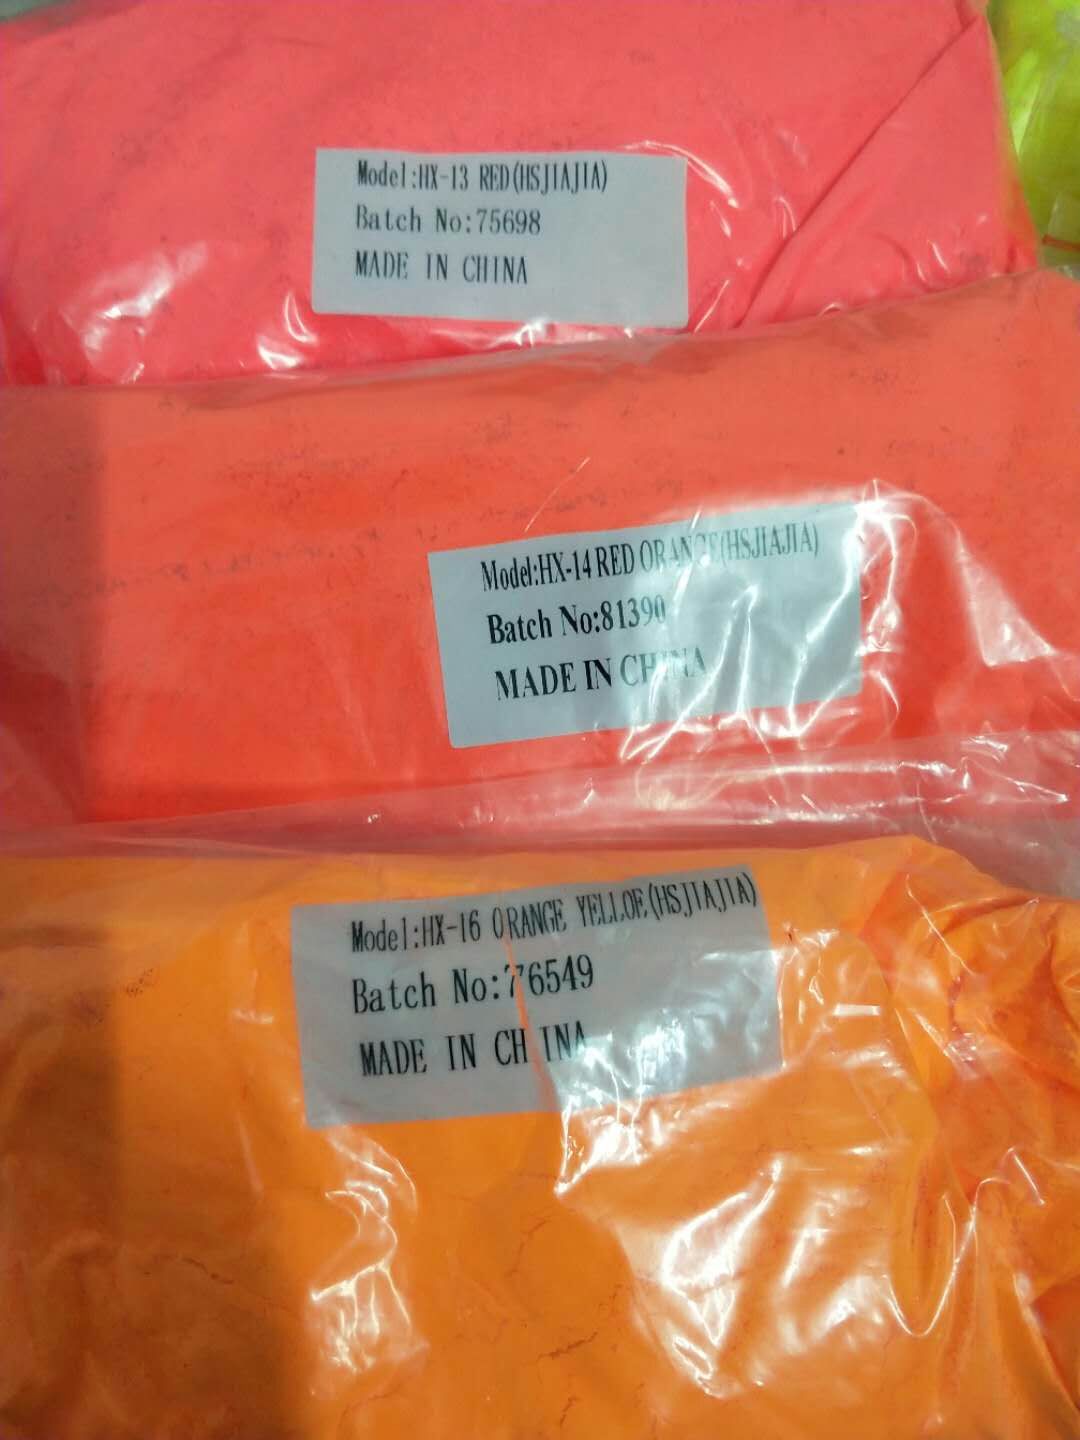 Model:HX-13 RED(HSJIAJIA)
Batch No:75698
MADE IN CHINA
Model:HX-14 RED ORANGE(HSJIAJIA)
Batch No:81390
MADE IN CHINA
Model:HX-16 ORANGE YELLOE(HSJIAJIA)
Batch No:76549
MADE IN CHINA